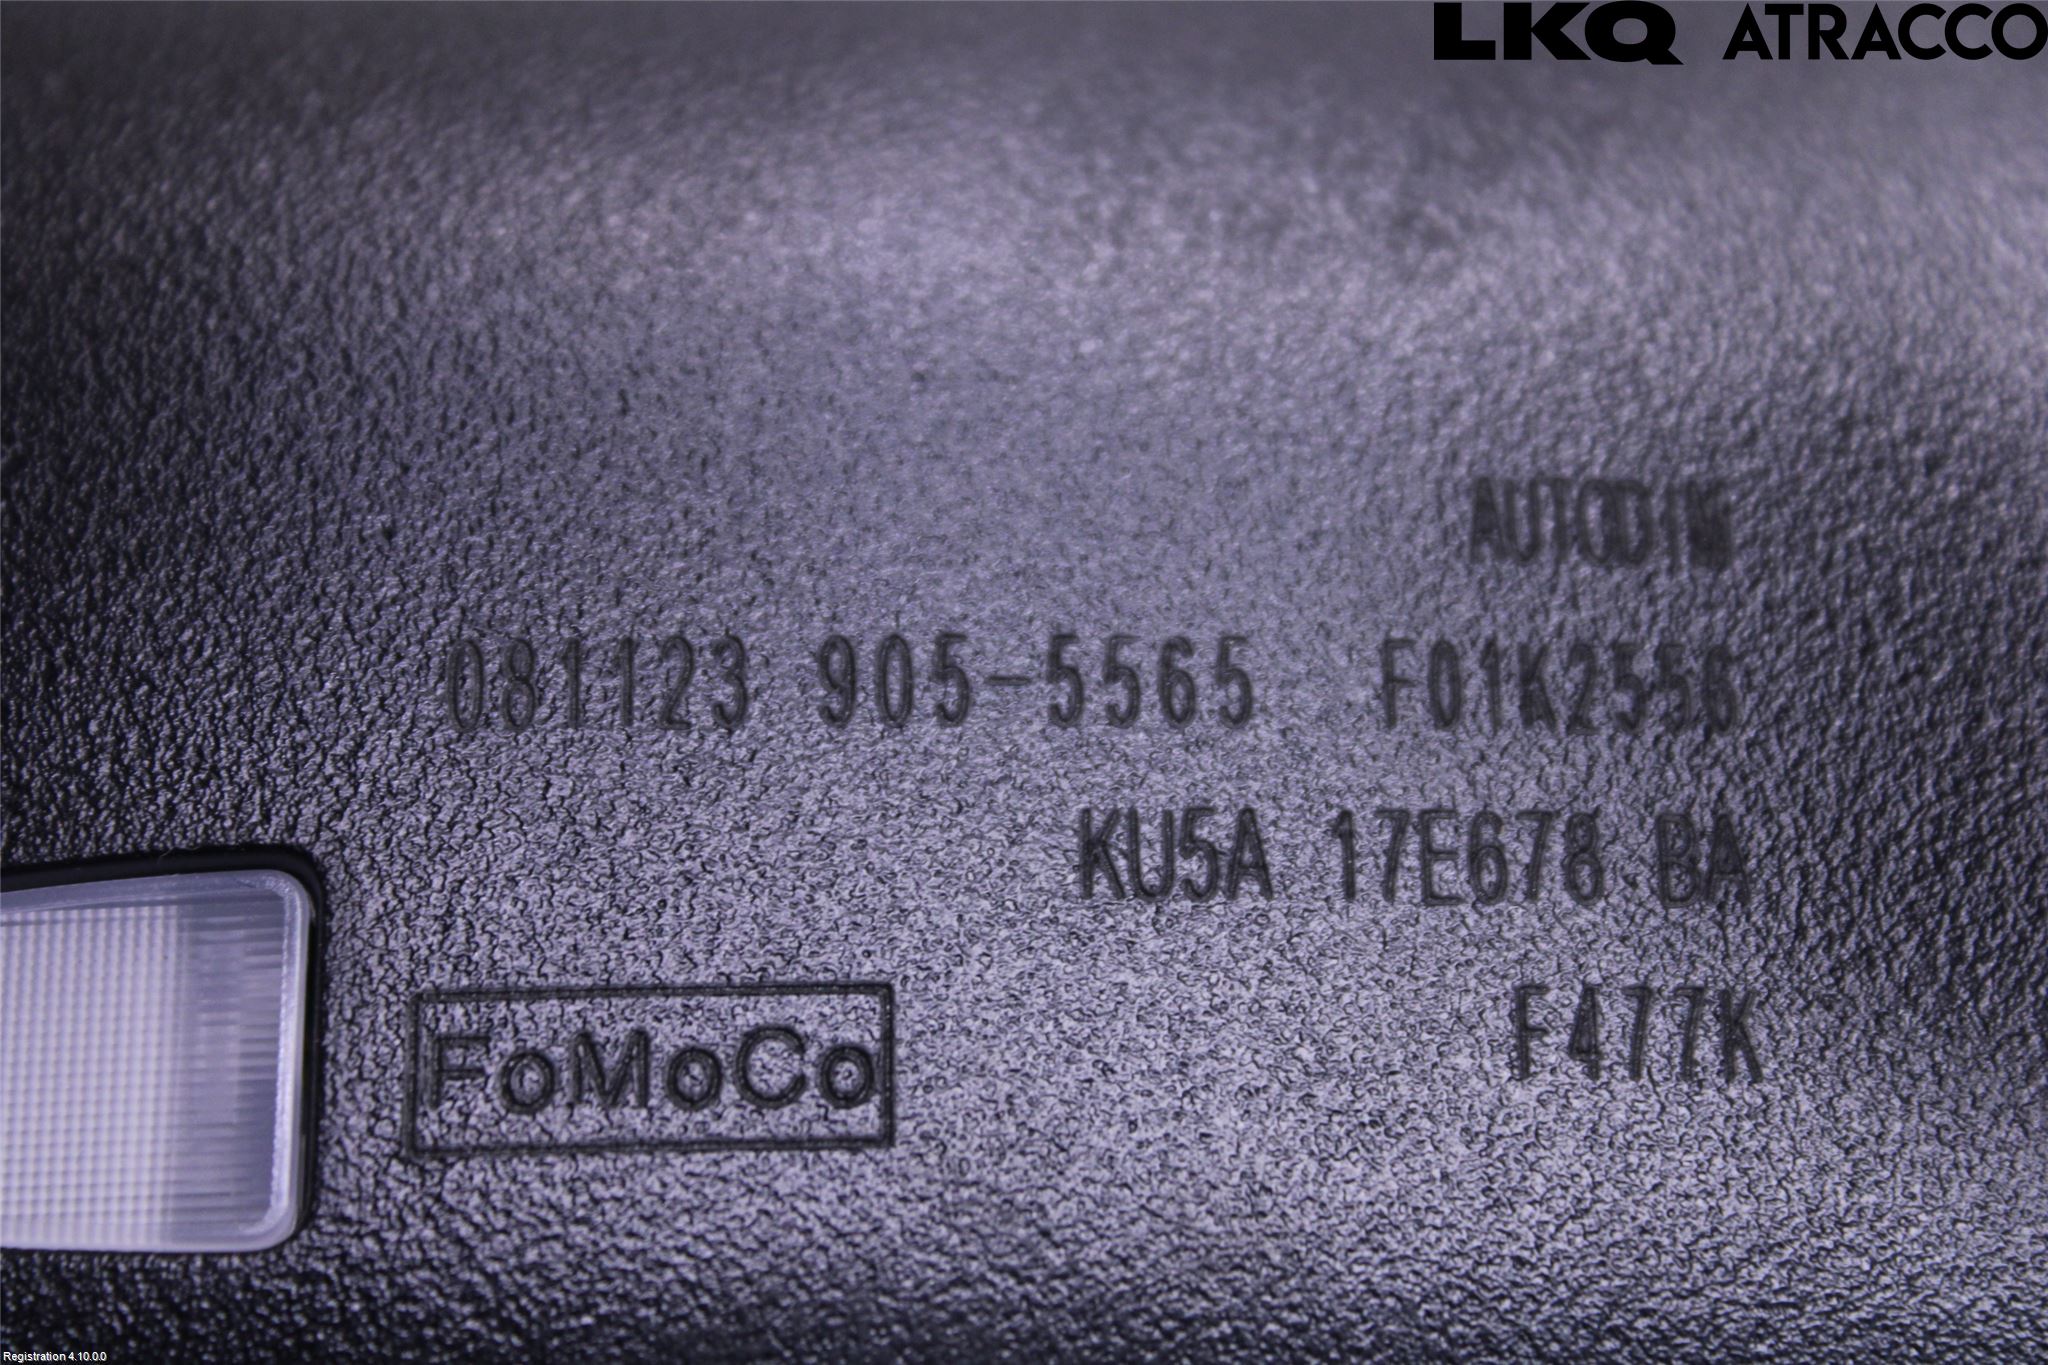 LKQ ATRACCO
AUTODIM
081123 905-5565 F01K2556
KU5A 17E678 BA
F477K
FoMoCo
Registration 4.10.0.0